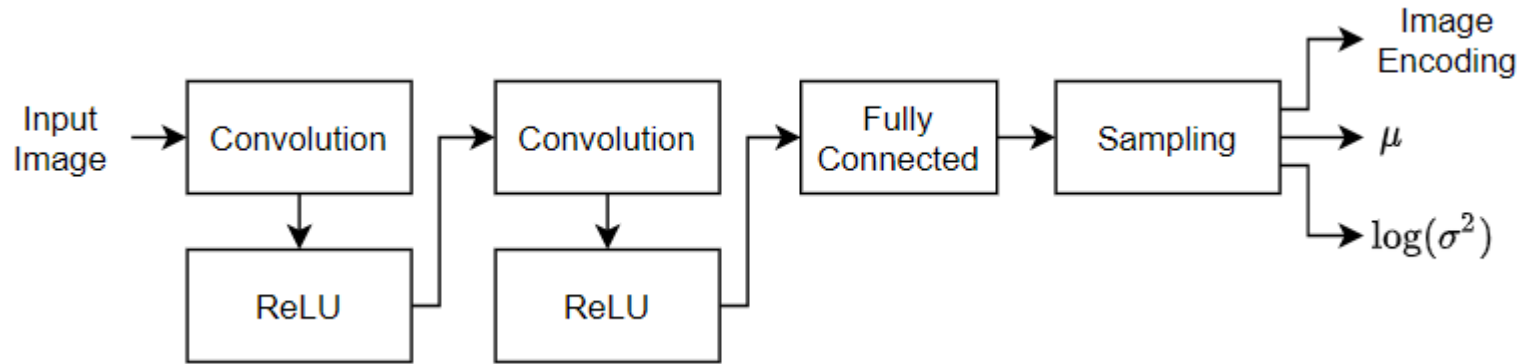 Input
Image
Convolution
ReLU
Convolution
ReLU
Fully
Connected
Sampling
Image
Encoding
μ
log(σ²)